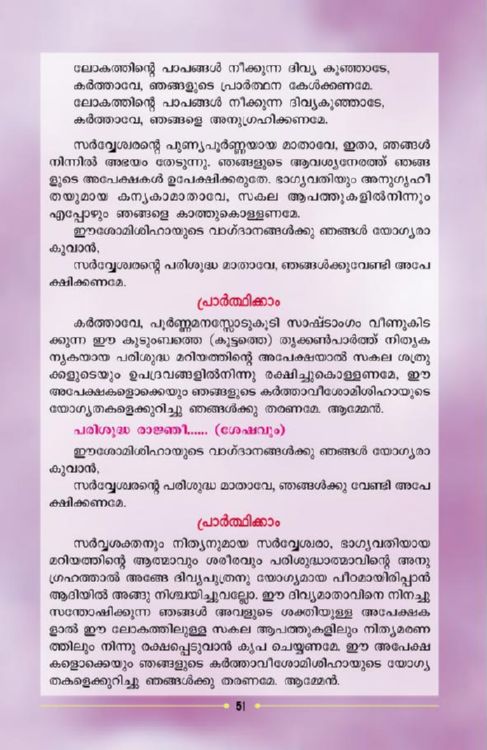 ലോകത്തിന്റെ പാപങ്ങൾ നീക്കുന്ന ദിവ്യ കുഞ്ഞാടേ,
കർത്താവേ, ഞങ്ങളുടെ പ്രാർത്ഥന കേൾക്കണമേ.
ലോകത്തിന്റെ പാപങ്ങൾ നീക്കുന്ന ദിവ്യകുഞ്ഞാടേ,
കർത്താവേ, ഞങ്ങളെ അനുഗ്രഹിക്കണമേ.
സർവ്വേശ്വരന്റെ പുണ്യപൂർണ്ണയായ മാതാവേ, ഇതാ, ഞങ്ങൾ
നിന്നിൽ അഭയം തേടുന്നു. ഞങ്ങളുടെ ആവശ്യനേരത്ത് ഞങ്ങ
ളുടെ അപേക്ഷകൾ ഉപേക്ഷിക്കരുതേ. ഭാഗ്യവതിയും അനുഗൃഹീ
തയുമായ കന്യകാമാതാവേ, സകല ആപത്തുകളിൽനിന്നും
എപ്പോഴും ഞങ്ങളെ കാത്തുകൊള്ളണമേ.
ഈശോമിശിഹായുടെ വാഗ്ദാനങ്ങൾക്കു ഞങ്ങൾ യോഗ്യരാ
കുവാൻ,
സർവ്വേശ്വരന്റെ പരിശുദ്ധ മാതാവേ, ഞങ്ങൾക്കുവേണ്ടി അപേ
ക്ഷിക്കണമേ.
പ്രാർത്ഥിക്കാം
കർത്താവേ, പൂർണ്ണമനസ്സോടുകൂടി സാഷ്ടാംഗം വീണുകിട
ക്കുന്ന ഈ കുടുംബത്തെ (കൂട്ടത്തെ) തൃക്കൺപാർത്ത് നിത്യക
ന്യകയായ പരിശുദ്ധ മറിയത്തിന്റെ അപേക്ഷയാൽ സകല ശത്രു
ക്കളുടെയും ഉപദ്രവങ്ങളിൽനിന്നു രക്ഷിച്ചുകൊള്ളണമേ, ഈ
അപേക്ഷകളൊക്കെയും ഞങ്ങളുടെ കർത്താവീശോമിശിഹായുടെ
യോഗ്യതകളെക്കുറിച്ചു ഞങ്ങൾക്കു തരണമേ. ആമ്മേൻ.
പരിശുദ്ധ രാജ്ഞീ...... (ശേഷവും)
ഈശോമിശിഹായുടെ വാഗ്ദാനങ്ങൾക്കു ഞങ്ങൾ യോഗ്യരാ
കുവാൻ,
സർവ്വേശ്വരന്റെ പരിശുദ്ധ മാതാവേ, ഞങ്ങൾക്കു വേണ്ടി അപേ
ക്ഷിക്കണമേ.
പ്രാർത്ഥിക്കാം
സർവ്വശക്തനും നിത്യനുമായ സർവ്വേശ്വരാ, ഭാഗ്യവതിയായ
മറിയത്തിന്റെ ആത്മാവും ശരീരവും പരിശുദ്ധാത്മാവിന്റെ അനു
ഗ്രഹത്താൽ അങ്ങേ ദിവ്യപുത്രനു യോഗ്യമായ പീഠമായിരിപ്പാൻ
ആദിയിൽ അങ്ങു നിശ്ചയിച്ചുവല്ലോ. ഈ ദിവ്യമാതാവിനെ നിനച്ചു
സന്തോഷിക്കുന്ന ഞങ്ങൾ അവളുടെ ശക്തിയുള്ള അപേക്ഷക
ളാൽ ഈ ലോകത്തിലുള്ള സകല ആപത്തുകളിലും നിത്യമരണ
ത്തിലും നിന്നു രക്ഷപ്പെടുവാൻ കൃപ ചെയ്യണമേ. ഈ അപേക്ഷ
കളൊക്കെയും ഞങ്ങളുടെ കർത്താവീശോമിശിഹായുടെ യോഗ്യ
തകളെക്കുറിച്ചു ഞങ്ങൾക്കു തരണമേ. ആമ്മേൻ.
51